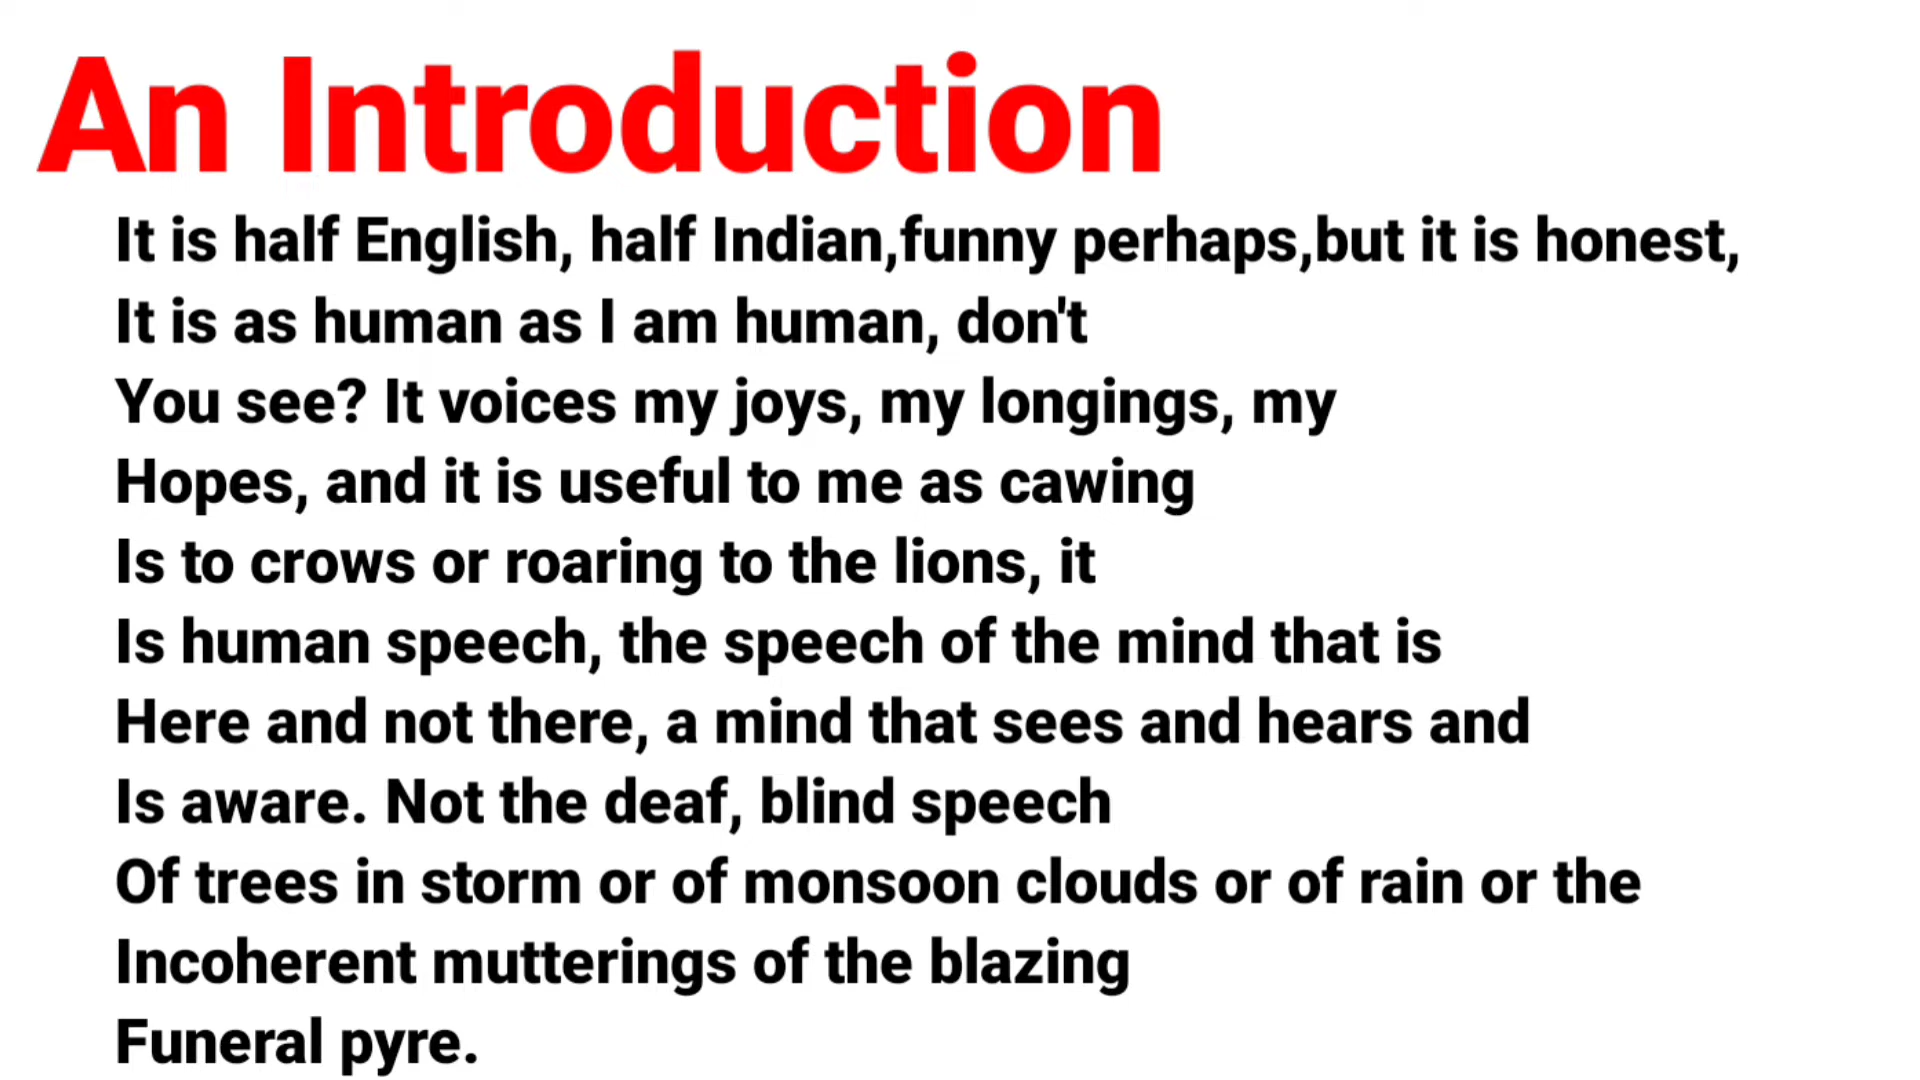 An Introduction
It is half English, half Indian,funny perhaps,but it is honest,
It is as human as I am human, don't
You see? It voices my joys, my longings, my
Hopes, and it is useful to me as cawing
Is to crows or roaring to the lions, it
Is human speech, the speech of the mind that is
Here and not there, a mind that sees and hears and
Is aware. Not the deaf, blind speech
Of trees in storm or of monsoon clouds or of rain or the
Incoherent mutterings of the blazing
Funeral pyre.